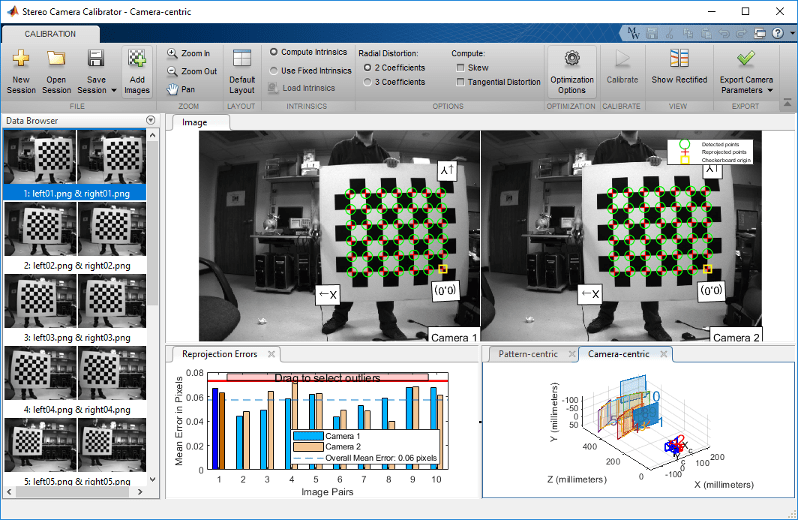 Stereo Camera Calibrator - Camera-centric
CALIBRATION
New Session
Open Session
Save Session
Add Images
FILE
Zoom In
Zoom Out
Pan
ZOOM
Default Layout
LAYOUT
Compute Intrinsics
Use Fixed Intrinsics
Load Intrinsics
INTRINSICS
Radial Distortion:
2 Coefficients
3 Coefficients
Compute:
Skew
Tangential Distortion
OPTIONS
Optimization Options
OPTIMIZATION
Calibrate
CALIBRATE
Show Rectified
VIEW
Export Camera Parameters
EXPORT
Data Browser
1: left01.png & right01.png
2: left02.png & right02.png
3: left03.png & right03.png
4: left04.png & right04.png
5: left05.png & right05.png
Image
Y↑
←X
(0,0)
Camera 1
Detected points
Reprojected points
Checkerboard origin
Y↑
←X
(0,0)
Camera 2
Reprojection Errors
Drag to select outliers
0.08
0.06
0.04
0.02
0
Mean Error in Pixels
Camera 1
Camera 2
Overall Mean Error: 0.06 pixels
1 2 3 4 5 6 7 8 9 10
Image Pairs
Pattern-centric
Camera-centric
Y (millimeters)
-100
-50
0
50
400
200
0
Z (millimeters)
-100
0
100
200
X (millimeters)